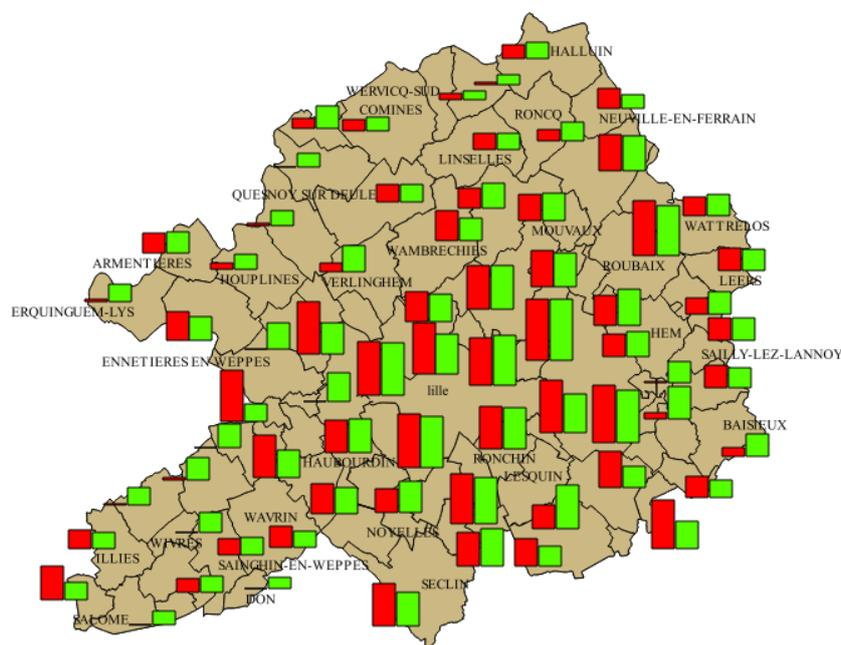 HALLUIN
WERVICQ-SUD
COMINES
RONCQ
NEUVILLE-EN-FERRAIN
LINSELLES
QUESNOY SUR DEULE
WATTRELOS
MOUVAUX
WAMBRECHIES
ARMENTIERES
ROUBAIX
HOUPLINES
VERLINGHEM
LEERS
ERQUINGUEM-LYS
HEM
ENNETIERES EN-WEPPES
SAILLY-LEZ-LANNOY
lille
BAISIEUX
HAUBOURDIN
RONCHIN
LESQUIN
WAVRIN
NOYELLES
WIVRES
ILLIES
SAINGHIN-EN-WEPPES
SECLIN
DON
SALOME